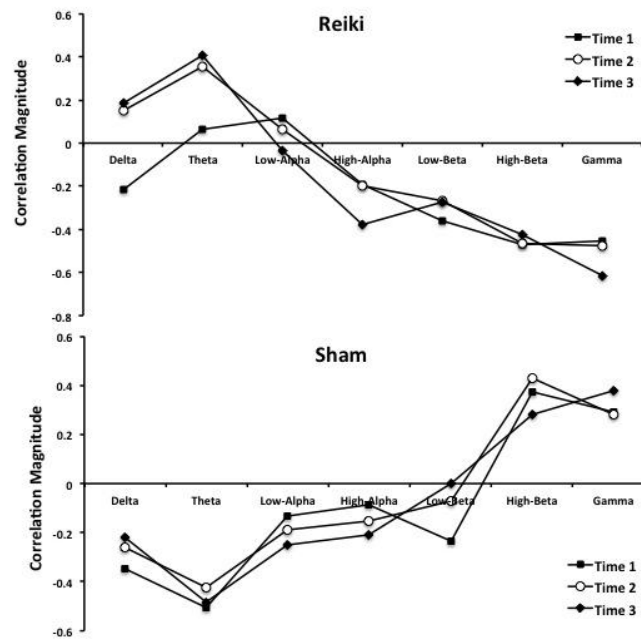 Reiki
Correlation Magnitude
0.6
0.4
0.2
0
-0.2
-0.4
-0.6
-0.8
Delta Theta Low-Alpha High-Alpha Low-Beta High-Beta Gamma
Time 1
Time 2
Time 3
Sham
Correlation Magnitude
0.6
0.4
0.2
0
-0.2
-0.4
-0.6
Delta Theta Low-Alpha High-Alpha Low-Beta High-Beta Gamma
Time 1
Time 2
Time 3